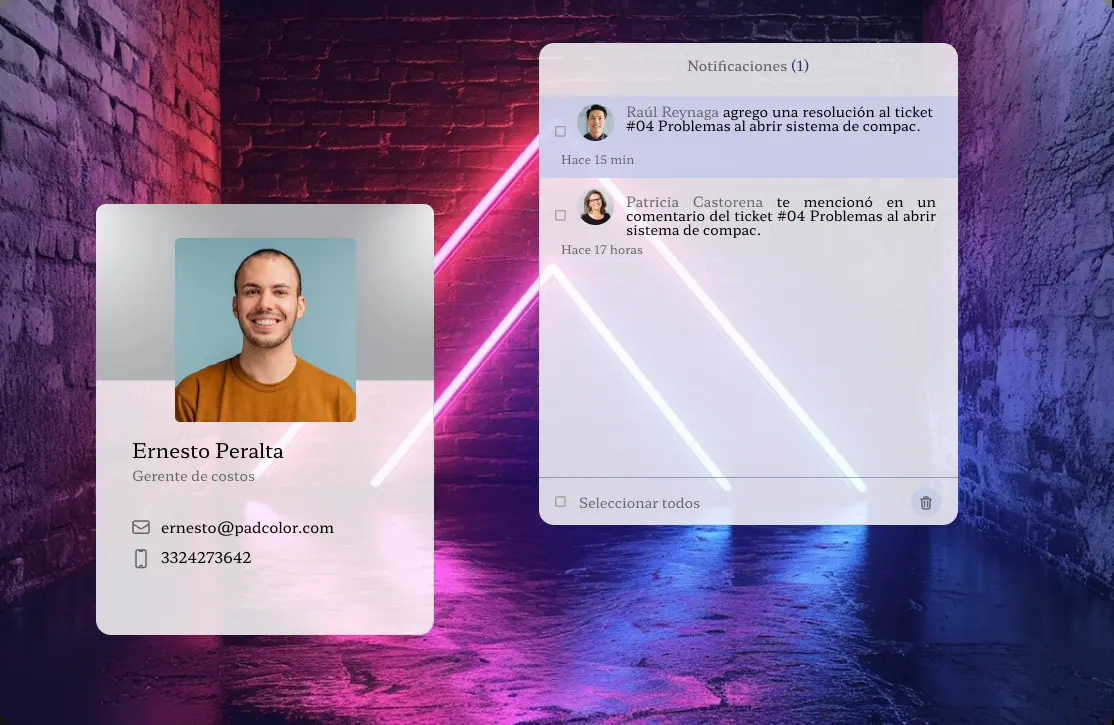 Notificaciones (1)
Raúl Reynaga agrego una resolución al ticket
#04 Problemas al abrir sistema de compac.
Hace 15 min
Patricia Castorena te mencionó en un
comentario del ticket #04 Problemas al abrir
sistema de compac.
Hace 17 horas
Seleccionar todos
Ernesto Peralta
Gerente de costos
ernesto@padcolor.com
3324273642